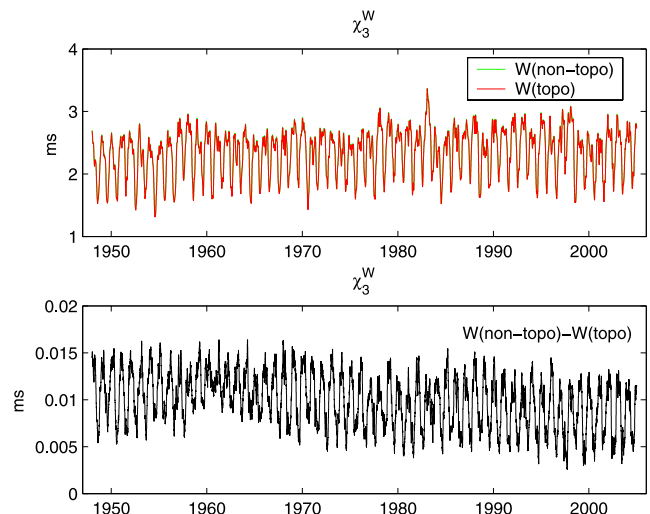 χ₃ᵂ
4
3
2
1
ms
W(non-topo)
W(topo)
1950 1960 1970 1980 1990 2000
χ₃ᵂ
0.02
0.015
0.01
0.005
0
ms
W(non-topo)-W(topo)
1950 1960 1970 1980 1990 2000